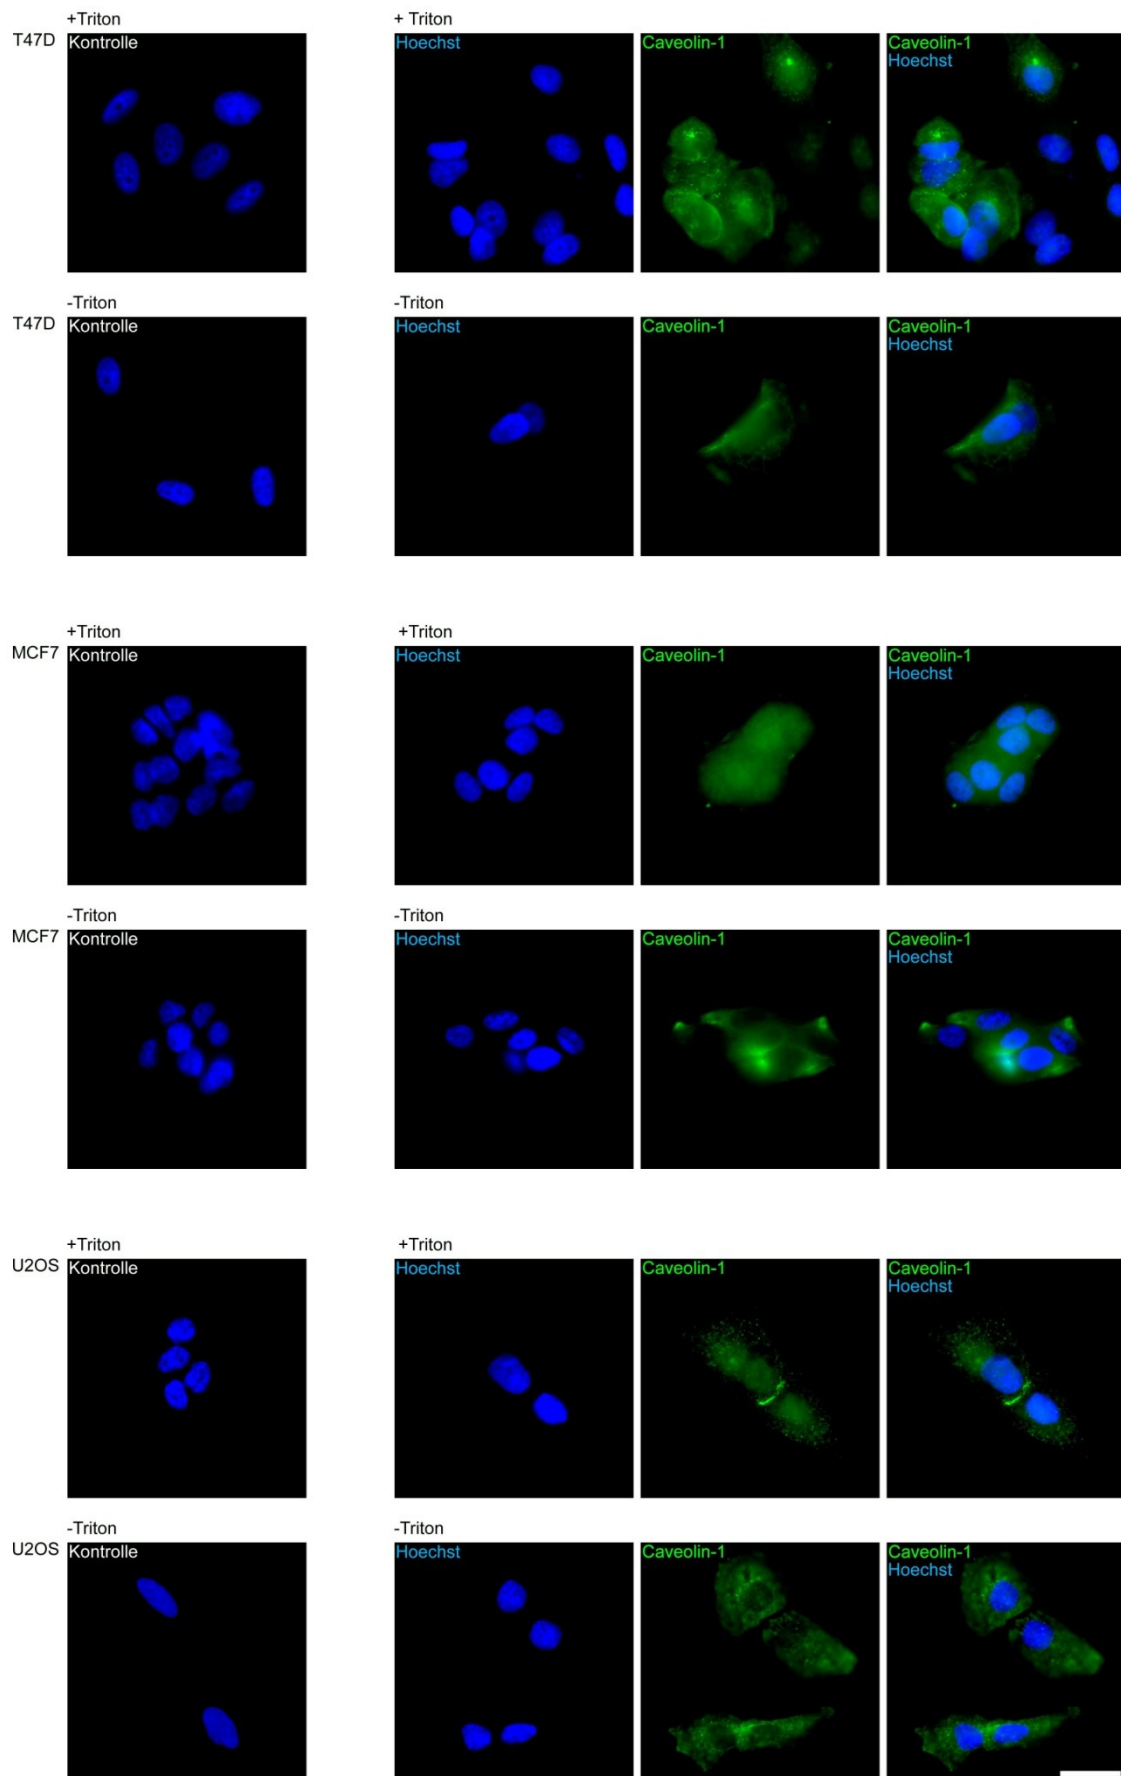 +Triton
+ Triton
T47D
Kontrolle
Hoechst
Caveolin-1
Caveolin-1
Hoechst
-Triton
-Triton
T47D
Kontrolle
Hoechst
Caveolin-1
Caveolin-1
Hoechst
+Triton
+Triton
MCF7
Kontrolle
Hoechst
Caveolin-1
Caveolin-1
Hoechst
-Triton
-Triton
MCF7
Kontrolle
Hoechst
Caveolin-1
Caveolin-1
Hoechst
+Triton
+Triton
U2OS
Kontrolle
Hoechst
Caveolin-1
Caveolin-1
Hoechst
-Triton
-Triton
U2OS
Kontrolle
Hoechst
Caveolin-1
Caveolin-1
Hoechst